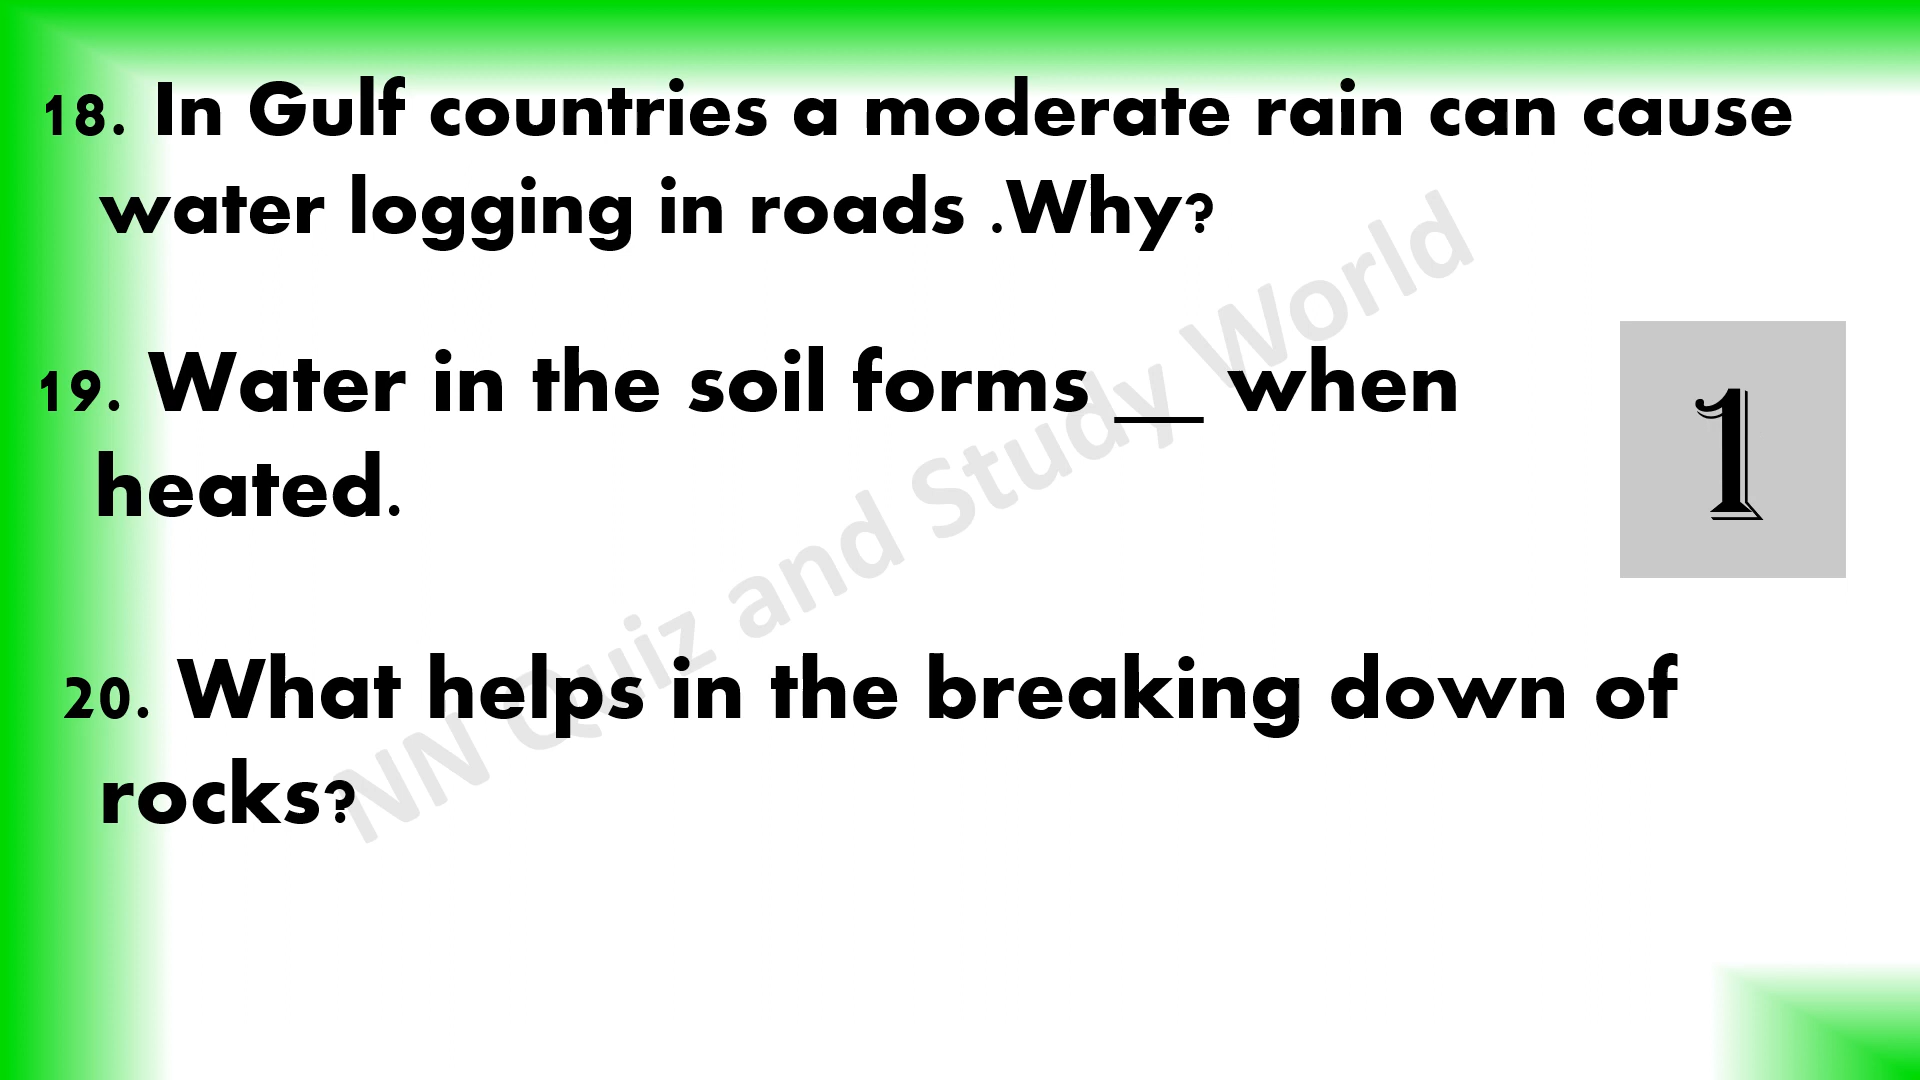 18. In Gulf countries a moderate rain can cause
water logging in roads .Why?
19. Water in the soil forms __ when
heated.
1
20. What helps in the breaking down of
rocks?
NN Quiz and Study World